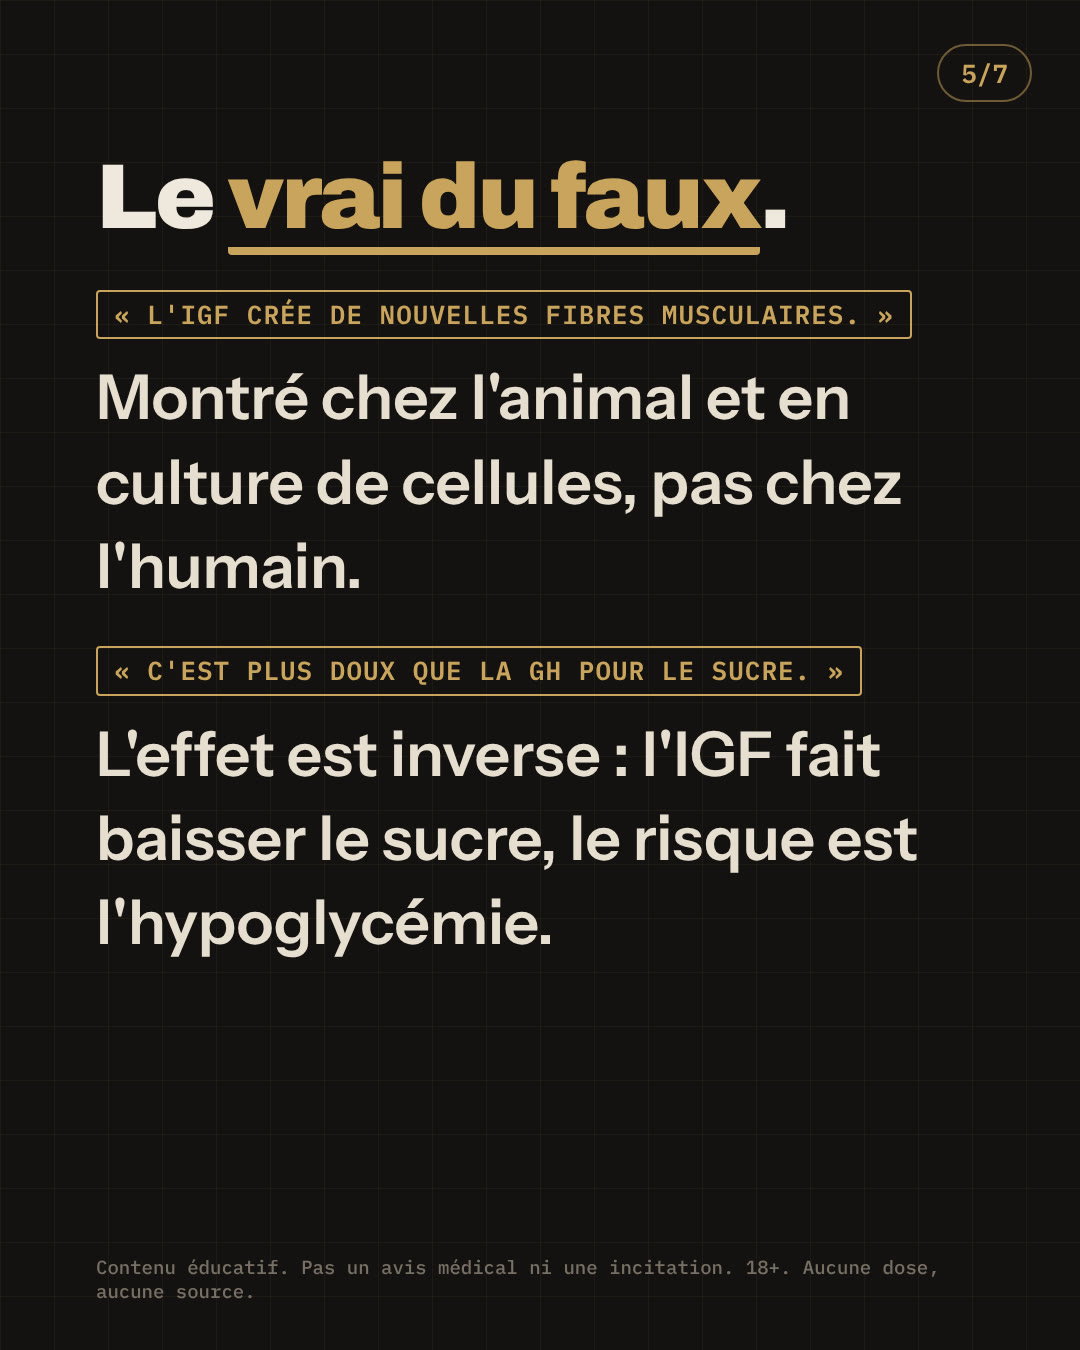 5/7
Le vrai du faux.
« L'IGF CRÉE DE NOUVELLES FIBRES MUSCULAIRES. »
Montré chez l'animal et en
culture de cellules, pas chez
l'humain.
« C'EST PLUS DOUX QUE LA GH POUR LE SUCRE. »
L'effet est inverse : l'IGF fait
baisser le sucre, le risque est
l'hypoglycémie.
Contenu éducatif. Pas un avis médical ni une incitation. 18+. Aucune dose,
aucune source.